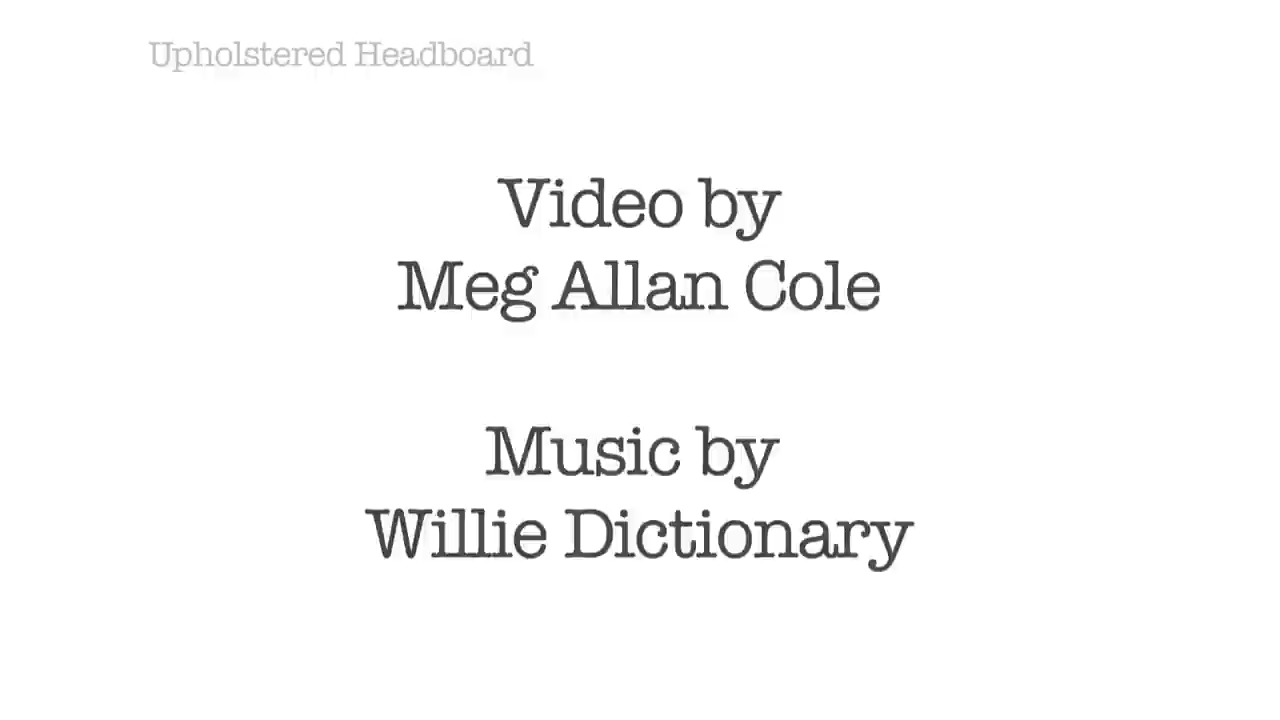 Upholstered Headboard
Video by
Meg Allan Cole
Music by
Willie Dictionary